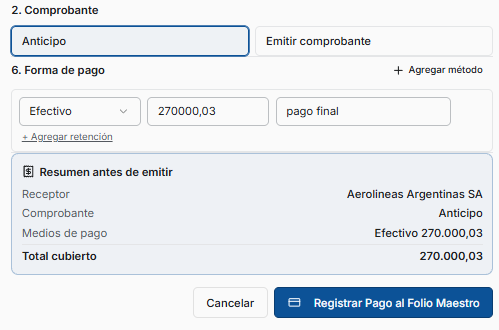 2. Comprobante
Anticipo Emitir comprobante
6. Forma de pago + Agregar método
Efectivo 270000,03 pago final
+ Agregar retención
Resumen antes de emitir
Receptor Aerolineas Argentinas SA
Comprobante Anticipo
Medios de pago Efectivo 270.000,03
Total cubierto 270.000,03
Cancelar Registrar Pago al Folio Maestro